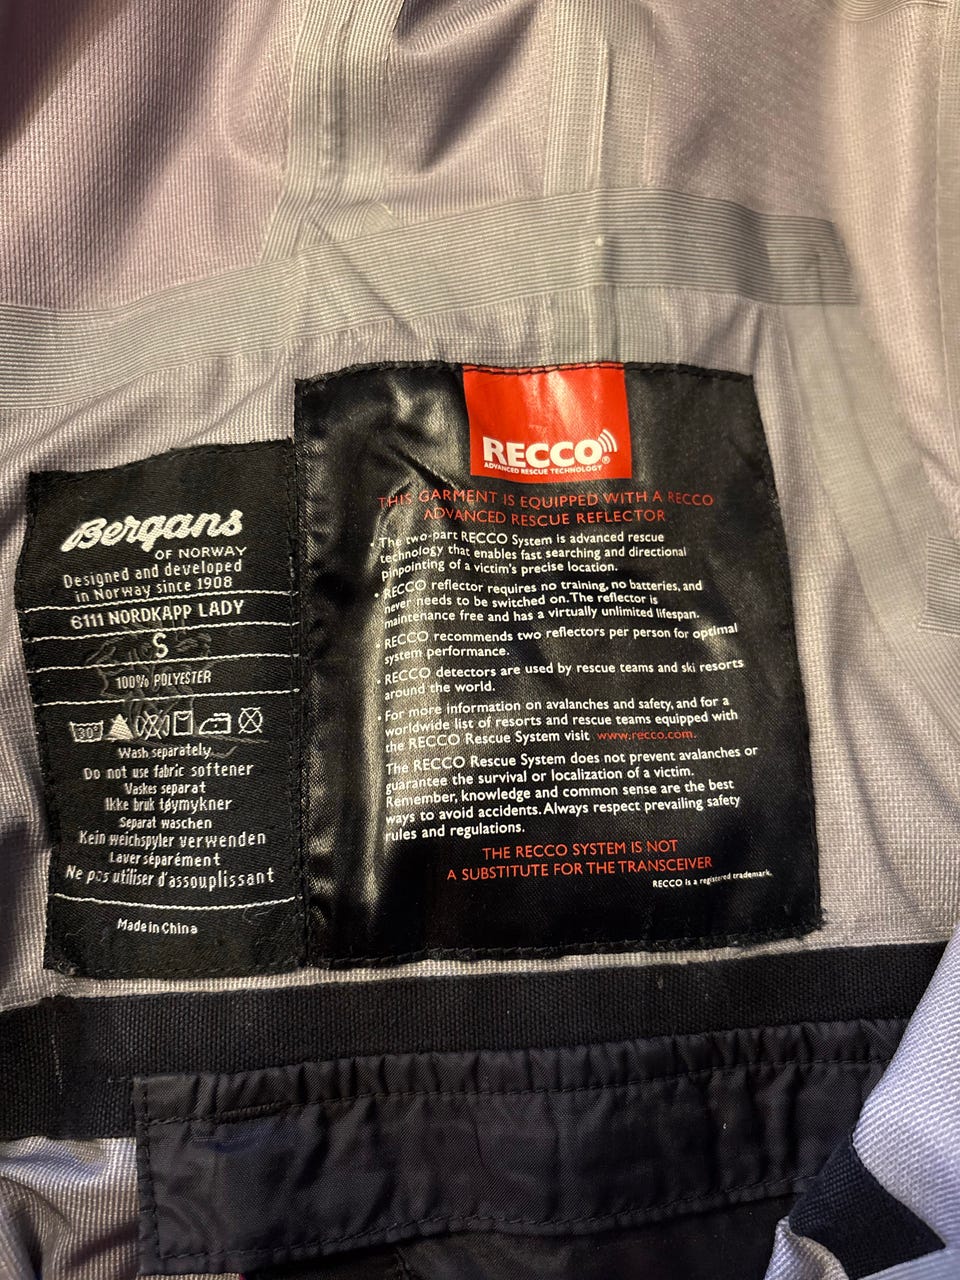 Bergans
OF NORWAY
Designed and developed
in Norway since 1908
6111 NORDKAPP LADY
S
100% POLYESTER
30°
Wash separately
Do not use fabric softener
Vaskes separat
Ikke bruk tøymykner
Separat waschen
Kein weichspyler verwenden
Laver séparément
Ne pas utiliser d'assouplissant
Made in China
RECCO®
ADVANCED RESCUE TECHNOLOGY
THIS GARMENT IS EQUIPPED WITH A RECCO
ADVANCED RESCUE REFLECTOR
• The two-part RECCO System is advanced rescue
technology that enables fast searching and directional
pinpointing of a victim's precise location.
• RECCO reflector requires no training, no batteries, and
never needs to be switched on. The reflector is
maintenance free and has a virtually unlimited lifespan.
• RECCO recommends two reflectors per person for optimal
system performance.
• RECCO detectors are used by rescue teams and ski resorts
around the world.
• For more information on avalanches and safety, and for a
worldwide list of resorts and rescue teams equipped with
the RECCO Rescue System visit www.recco.com.
The RECCO Rescue System does not prevent avalanches or
guarantee the survival or localization of a victim.
Remember, knowledge and common sense are the best
ways to avoid accidents. Always respect prevailing safety
rules and regulations.
THE RECCO SYSTEM IS NOT
A SUBSTITUTE FOR THE TRANSCEIVER
RECCO is a registered trademark.